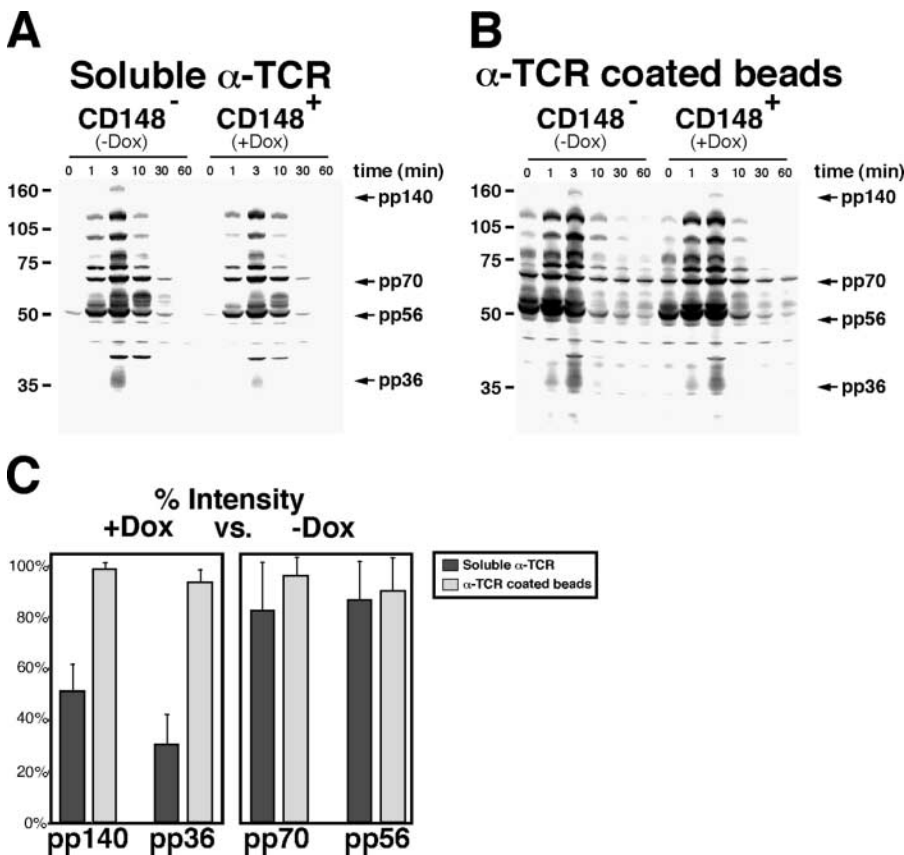 A
Soluble α-TCR
CD148⁻ CD148⁺
(-Dox) (+Dox)
0 1 3 10 30 60 0 1 3 10 30 60 time (min)
160
105
75
50
35
pp140
pp70
pp56
pp36
B
α-TCR coated beads
CD148⁻ CD148⁺
(-Dox) (+Dox)
0 1 3 10 30 60 0 1 3 10 30 60 time (min)
160
105
75
50
35
pp140
pp70
pp56
pp36
C
% Intensity
+Dox vs. -Dox
100%
80%
60%
40%
20%
0%
pp140 pp36 pp70 pp56
Soluble α-TCR
α-TCR coated beads